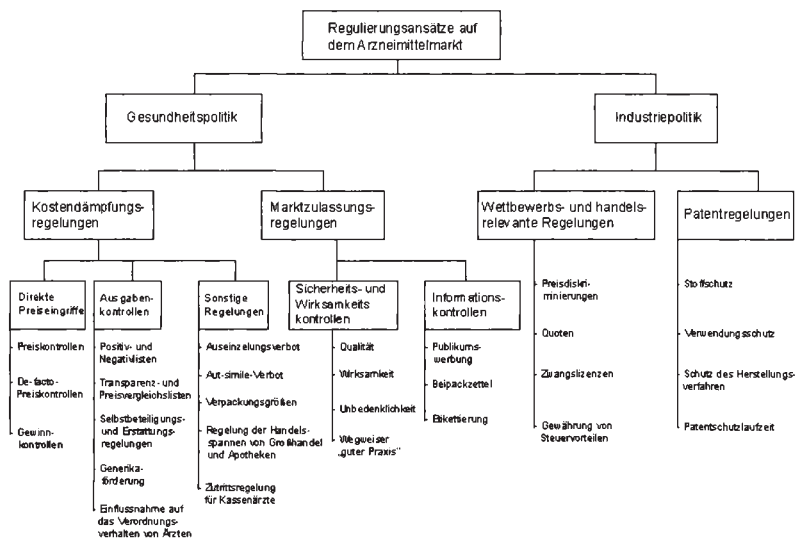 Regulierungsansätze auf
dem Arzneimittelmarkt
Gesundheitspolitik
Industriepolitik
Kostendämpfungs-
regelungen
Marktzulassungs-
regelungen
Wettbewerbs- und handels-
relevante Regelungen
Patentregelungen
Direkte
Preiseingriffe
Preiskontrollen
De-facto-
Preiskontrollen
Gewinn-
kontrollen
Ausgaben-
kontrollen
Positiv- und
Negativlisten
Transparenz- und
Preisvergleichslisten
Selbstbeteiligungs-
und Erstattungs-
regelungen
Generika-
förderung
Einflussnahme auf
das Verordnungs-
verhalten von Ärzten
Sonstige
Regelungen
Auseinzelungsverbot
Aut-simile-Verbot
Verpackungsgrößen
Regelung der Handels-
spannen von Großhandel
und Apotheken
Zutrittsregelung
für Kassenärzte
Sicherheits- und
Wirksamkeits
kontrollen
Qualität
Wirksamkeit
Unbedenklichkeit
Wegweiser
„guter Praxis"
Informations-
kontrollen
Publikums-
werbung
Beipackzettel
Etikettierung
Preisdiskri-
minierungen
Quoten
Zwangslizenzen
Gewährung von
Steuervorteilen
Stoffschutz
Verwendungsschutz
Schutz des Herstellungs-
verfahren
Patentschutzlaufzeit